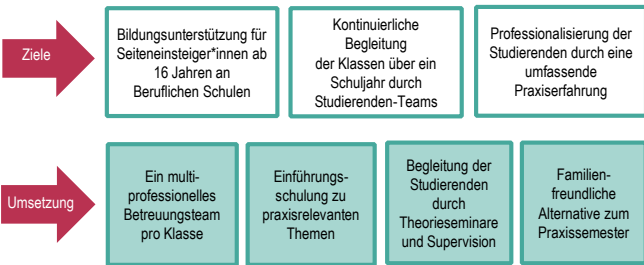 Ziele
Bildungsunterstützung für
Seiteneinsteiger*innen ab
16 Jahren an
Beruflichen Schulen
Kontinuierliche
Begleitung
der Klassen über ein
Schuljahr durch
Studierenden-Teams
Professionalisierung der
Studierenden durch eine
umfassende
Praxiserfahrung
Umsetzung
Ein multi-
professionelles
Betreuungsteam
pro Klasse
Einführungs-
schulung zu
praxisrelevanten
Themen
Begleitung der
Studierenden
durch
Theorieseminare
und Supervision
Familien-
freundliche
Alternative zum
Praxissemester